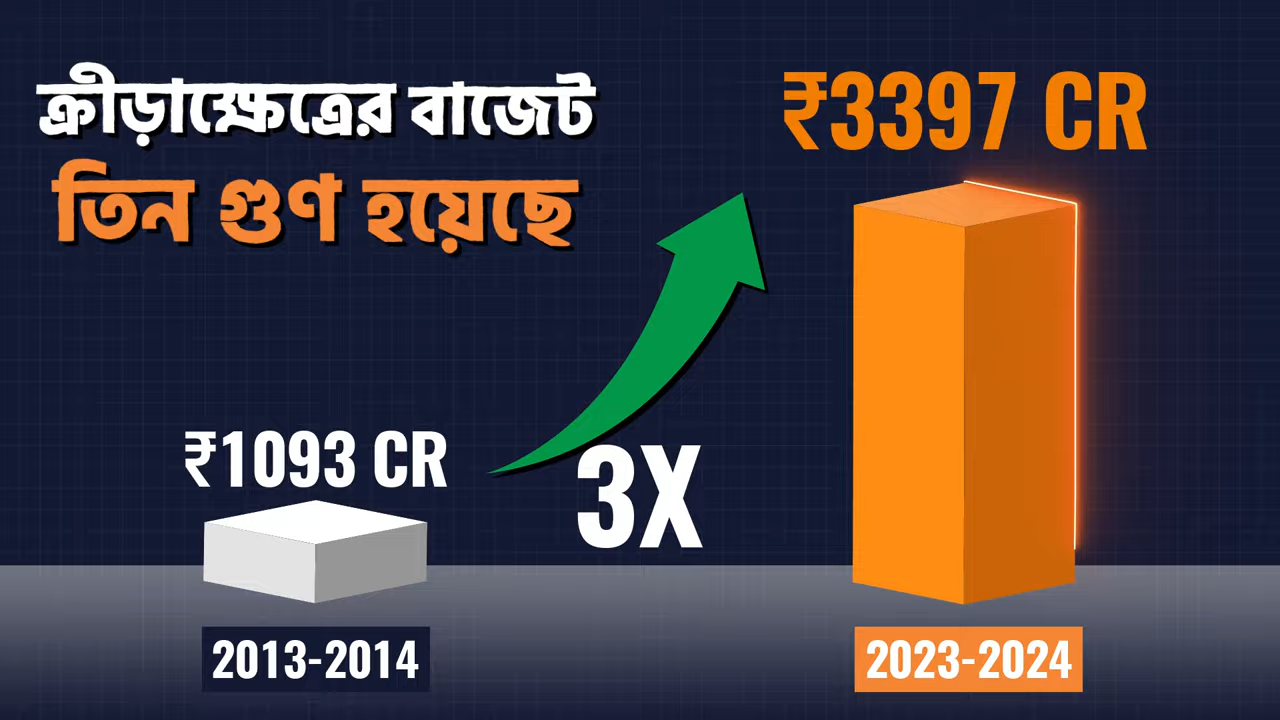 ক্রীড়াক্ষেত্রের বাজেট
তিন গুণ হয়েছে
₹3397 CR
₹1093 CR
3X
2013-2014
2023-2024